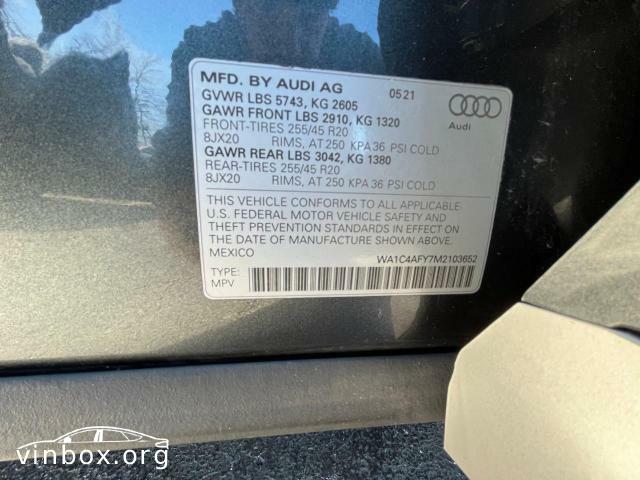 MFD. BY AUDI AG 05 21
GVWR LBS 5743, KG 2605
GAWR FRONT LBS 2910, KG 1320
FRONT-TIRES 255/45 R20
8JX20 RIMS, AT 250 KPA 36 PSI COLD
GAWR REAR LBS 3042, KG 1380
REAR-TIRES 255/45 R20
8JX20 RIMS, AT 250 KPA 36 PSI COLD
Audi
THIS VEHICLE CONFORMS TO ALL APPLICABLE
U.S. FEDERAL MOTOR VEHICLE SAFETY AND
THEFT PREVENTION STANDARDS IN EFFECT ON
THE DATE OF MANUFACTURE SHOWN ABOVE.
MEXICO WA1C4AFY7M2103652
TYPE:
MPV
vinbox.org